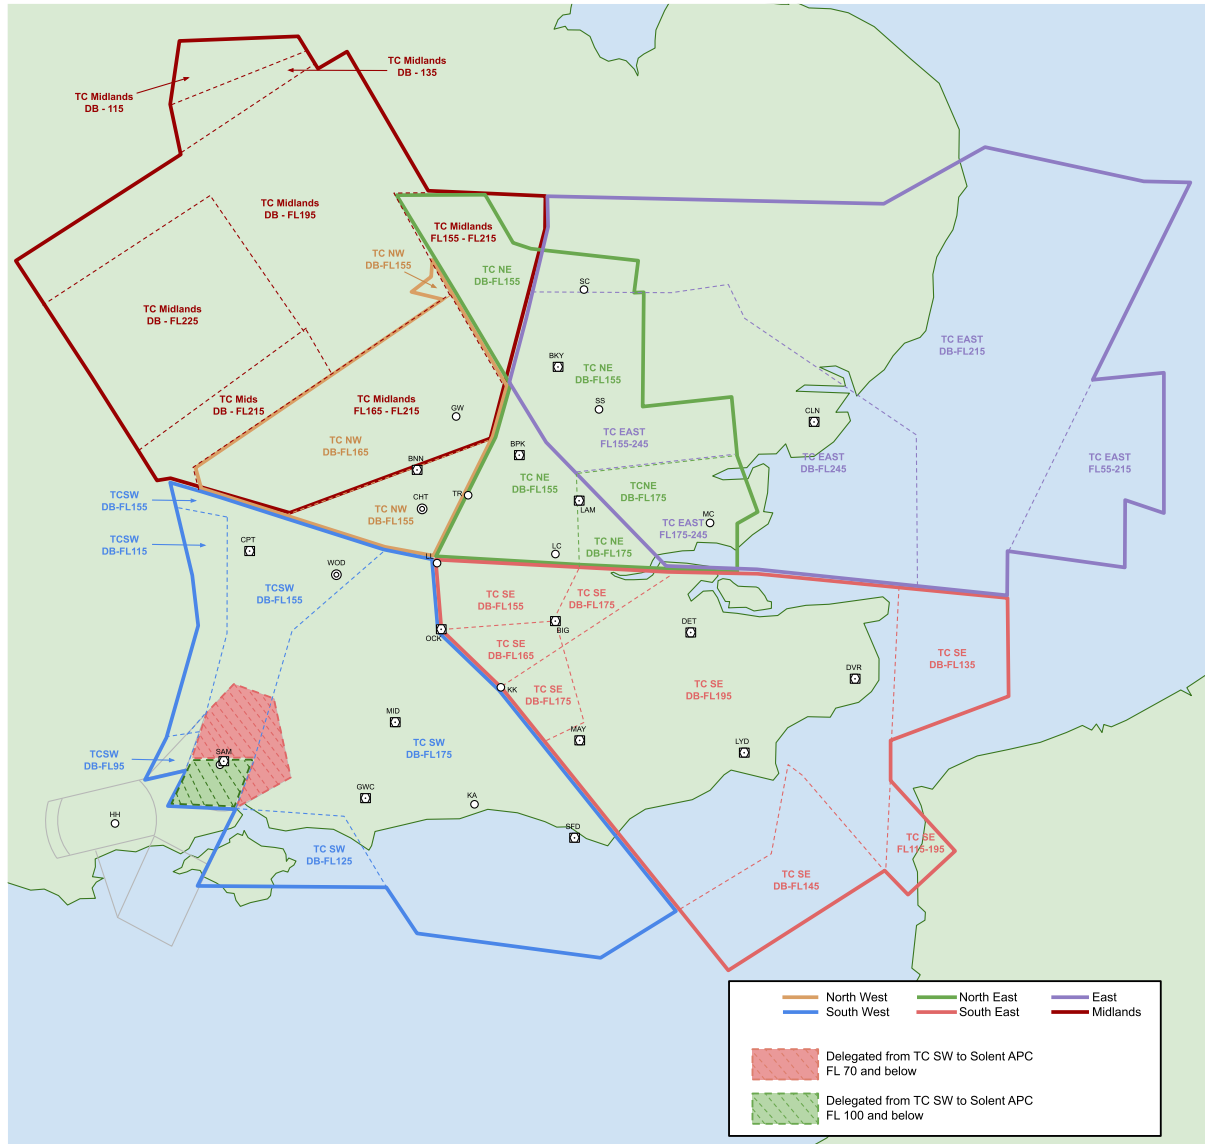 TC Midlands
DB - 135
TC Midlands
DB - 115
TC Midlands
DB - FL195
TC Midlands
FL155 - FL215
TC NW
DB-FL155
TC NE
DB-FL155
SC
TC Midlands
DB - FL225
TC EAST
DB-FL215
BKY
TC NE
DB-FL155
TC Mids
DB - FL215
TC Midlands
FL165 - FL215
GW
SS
CLN
TC NW
DB-FL165
TC EAST
FL155-245
BPK
BNN
TC EAST
DB-FL245
TC EAST
FL55-215
TC NE
DB-FL155
TCNE
DB-FL175
TCSW
DB-FL155
CHT
TR
LAM
TC NW
DB-FL155
MC
TC EAST
FL175-245
TCSW
DB-FL115
CPT
LC
TC NE
DB-FL175
LL
WOD
TCSW
DB-FL155
TC SE
DB-FL155
TC SE
DB-FL175
OCK
BIG
DET
TC SE
DB-FL165
TC SE
DB-FL135
DVR
KK
TC SE
DB-FL175
TC SE
DB-FL195
MID
MAY
TC SW
DB-FL175
SAM
LYD
TCSW
DB-FL95
GWC
KA
HH
SFD
TC SW
DB-FL125
TC SE
FL115-195
TC SE
DB-FL145
North West
North East
East
South West
South East
Midlands
Delegated from TC SW to Solent APC
FL 70 and below
Delegated from TC SW to Solent APC
FL 100 and below